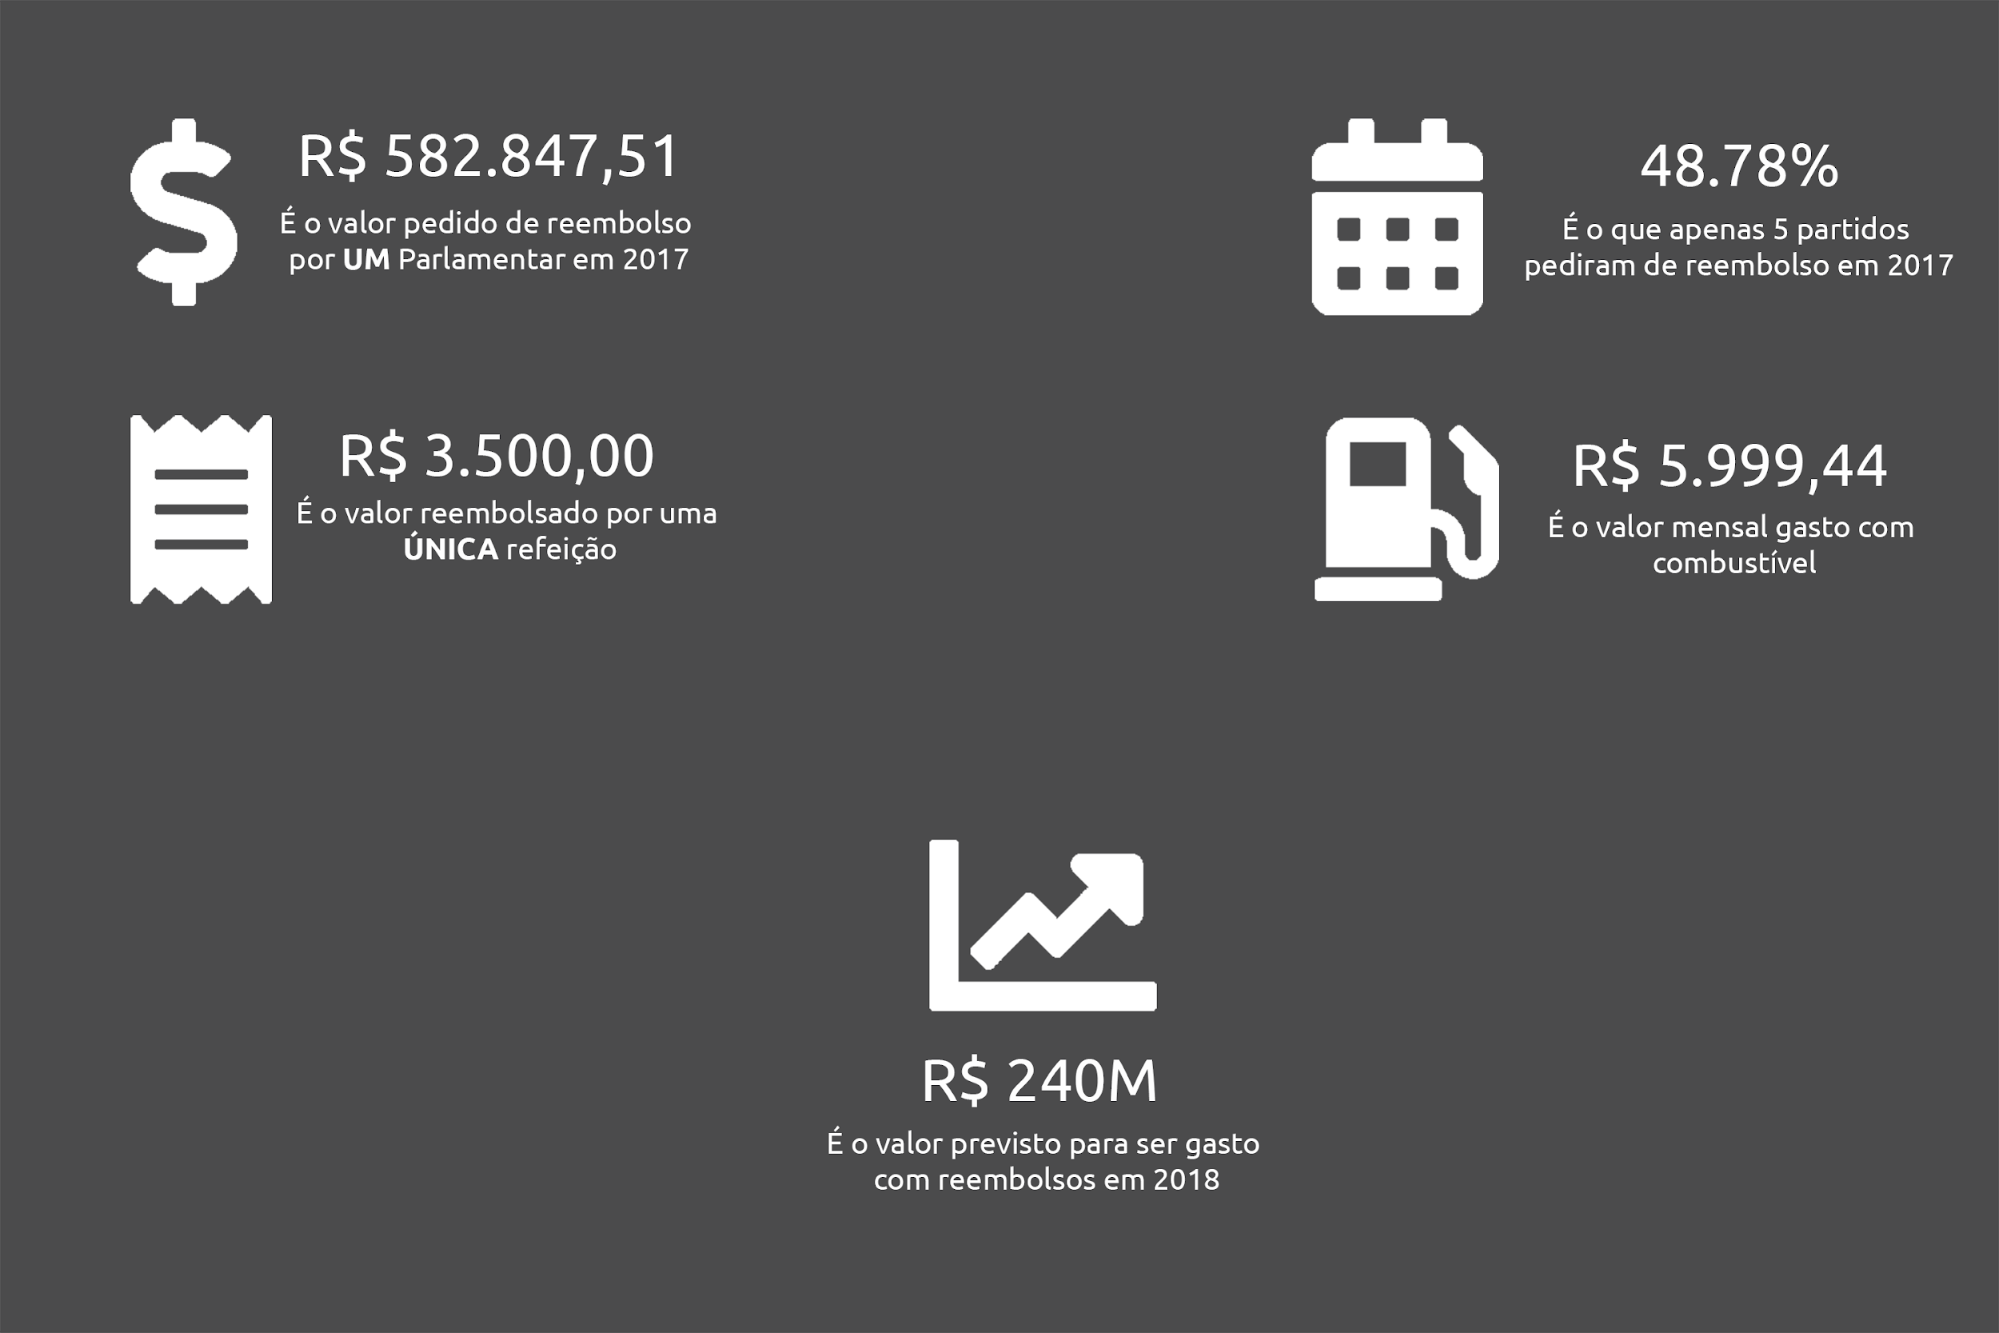 R$ 582.847,51
É o valor pedido de reembolso
por UM Parlamentar em 2017
48.78%
É o que apenas 5 partidos
pediram de reembolso em 2017
R$ 3.500,00
É o valor reembolsado por uma
ÚNICA refeição
R$ 5.999,44
É o valor mensal gasto com
combustível
R$ 240M
É o valor previsto para ser gasto
com reembolsos em 2018